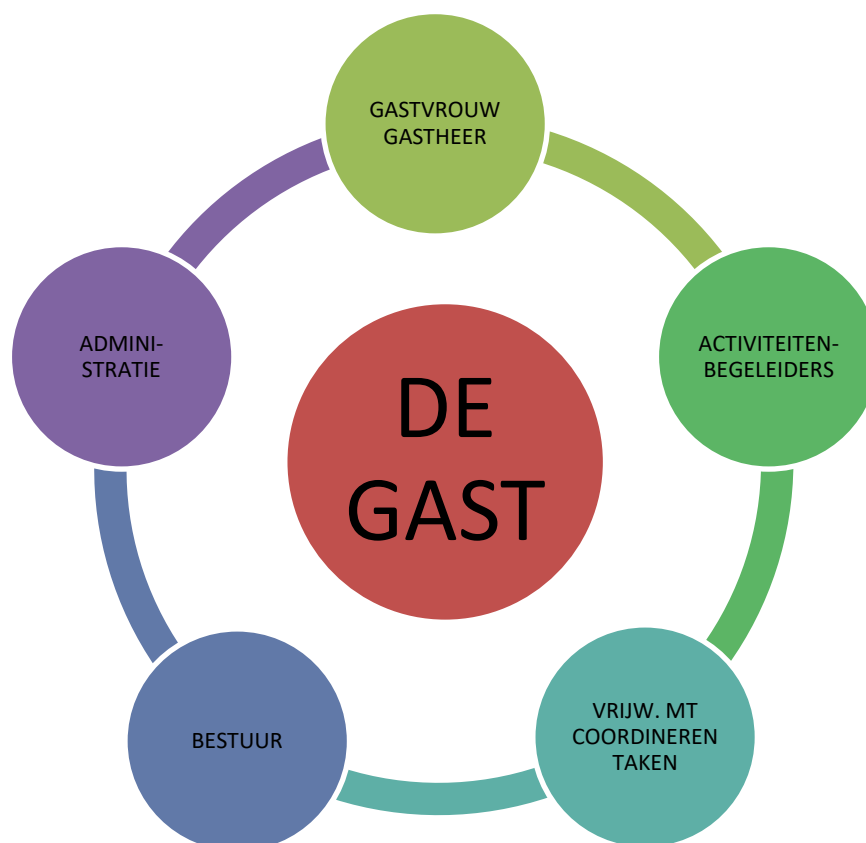 GASTVROUW
GASTHEER
ADMINI-
STRATIE
ACTIVITEITEN-
BEGELEIDERS
DE
GAST
BESTUUR
VRIJW. MT
COORDINEREN
TAKEN